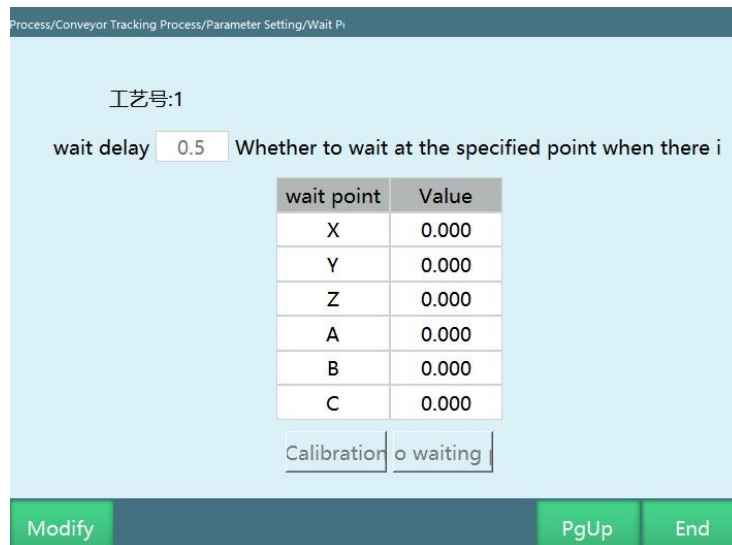 Process/Conveyor Tracking Process/Parameter Setting/Wait P
工艺号:1
wait delay 0.5 Whether to wait at the specified point when there i
wait point Value
X 0.000
Y 0.000
Z 0.000
A 0.000
B 0.000
C 0.000
Calibration o waiting
Modify PgUp End